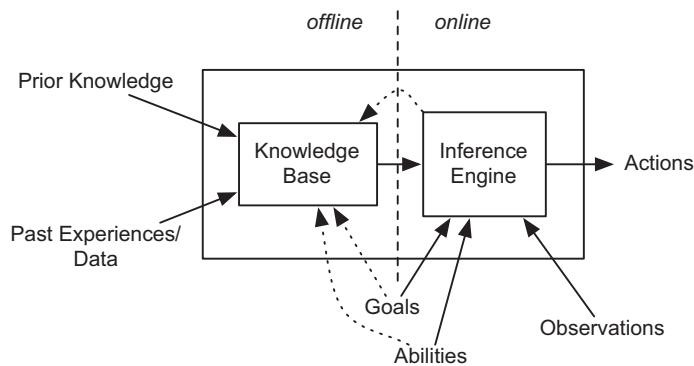 offline
online
Prior Knowledge
Knowledge
Base
Inference
Engine
Actions
Past Experiences/
Data
Goals
Abilities
Observations